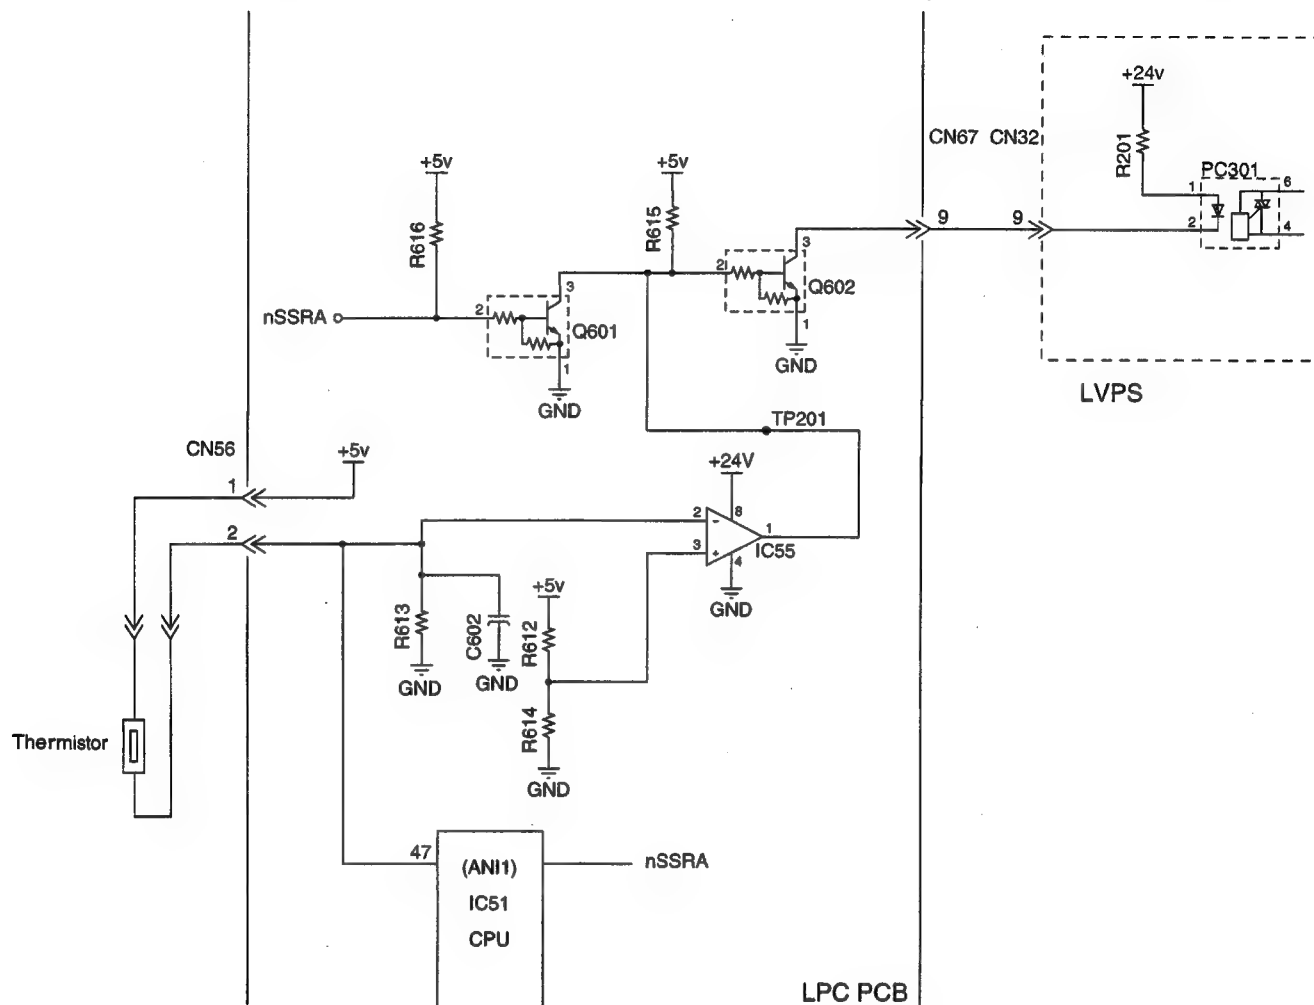 +24v
CN67 CN32
R201
PC301
1
6
2
4
+5v
+5v
R616
R615
9
9
3
2
Q602
1
GND
3
nSSRA
2
Q601
1
GND
LVPS
TP201
CN56
+5v
+24V
1
8
2
2
1
3
IC55
4
GND
+5v
R613
C602
R612
GND
GND
R614
Thermistor
GND
47
(ANI1)
nSSRA
IC51
CPU
LPC PCB